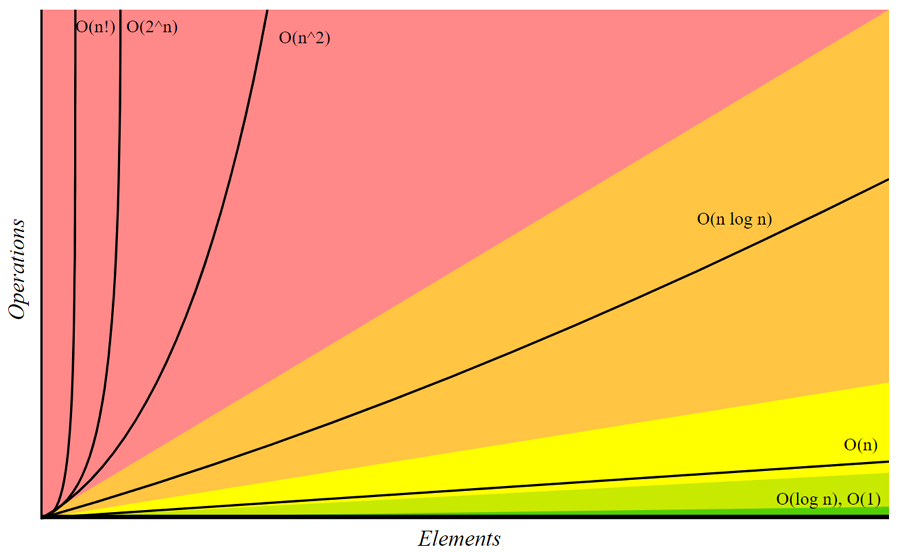 O(n!)
O(2^n)
O(n^2)
O(n log n)
O(n)
O(log n), O(1)
Operations
Elements